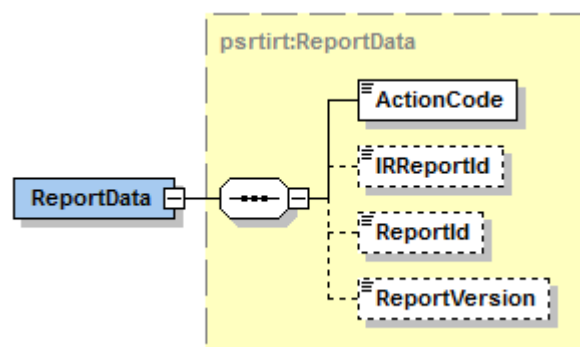 psrtirt:ReportData
ActionCode
IRReportId
ReportData
ReportId
ReportVersion